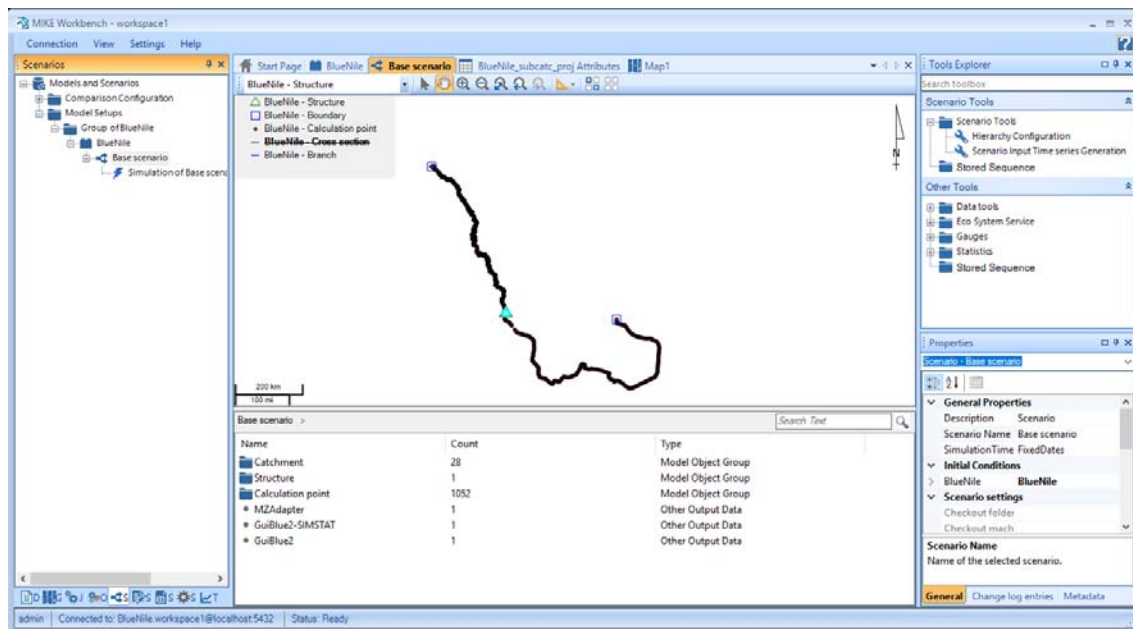 MIKE Workbench - workspace1
Connection View Settings Help
Scenarios
Models and Scenarios
Comparison Configuration
Model Setups
Group of BlueNile
BlueNile
Base scenario
Simulation of Base scena
Start Page BlueNile Base scenario BlueNile_subcatc_proj Attributes Map1
BlueNile - Structure
BlueNile - Structure
BlueNile - Boundary
BlueNile - Calculation point
BlueNile - Cross section
BlueNile - Branch
N
200 km
100 mi
Base scenario >
Search Text
Name Count Type
Catchment 28 Model Object Group
Structure 1 Model Object Group
Calculation point 1052 Model Object Group
MZAdapter 1 Other Output Data
GuiBlue2-SIMSTAT 1 Other Output Data
GuiBlue2 1 Other Output Data
Tools Explorer
Search toolbox
Scenario Tools
Scenario Tools
Hierarchy Configuration
Scenario Input Time series Generation
Stored Sequence
Other Tools
Data tools
Eco System Service
Gauges
Statistics
Stored Sequence
Properties
Scenario - Base scenario
General Properties
Description Scenario
Scenario Name Base scenario
SimulationTime FixedDates
Initial Conditions
BlueNile BlueNile
Scenario settings
Checkout folder
Checkout mach
Scenario Name
Name of the selected scenario.
General Change log entries Metadata
admin Connected to: BlueNile.workspace1@localhost:5432 Status: Ready